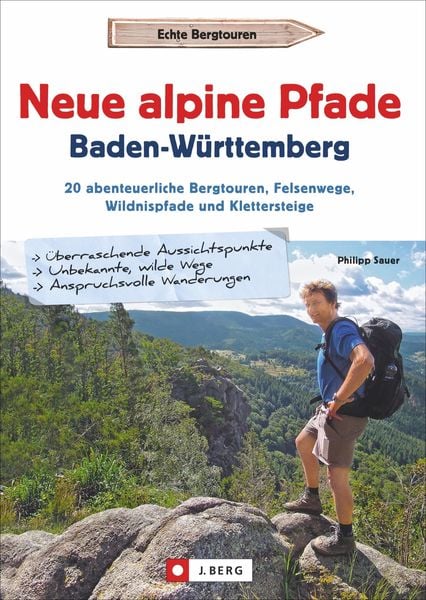 Echte Bergtouren
Neue alpine Pfade
Baden-Württemberg
20 abenteuerliche Bergtouren, Felsenwege,
Wildnispfade und Klettersteige
-> Überraschende Aussichtspunkte
-> Unbekannte, wilde Wege
-> Anspruchsvolle Wanderungen
Philipp Sauer
J. BERG